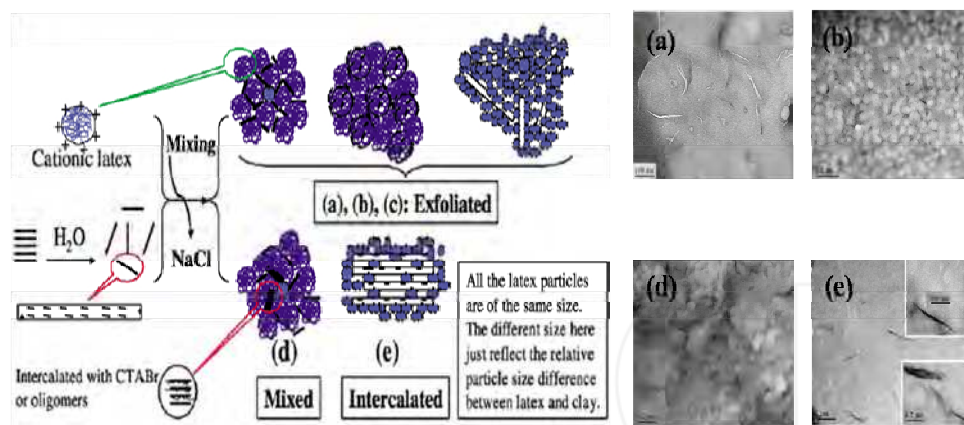 Cationic latex
Mixing
(a), (b), (c): Exfoliated
H₂O
NaCl
(d)
(e)
Mixed
Intercalated
Intercalated with CTABr
or oligomers
All the latex particles
are of the same size.
The different size here
just reflect the relative
particle size difference
between latex and clay.
(a)
(b)
(d)
(e)